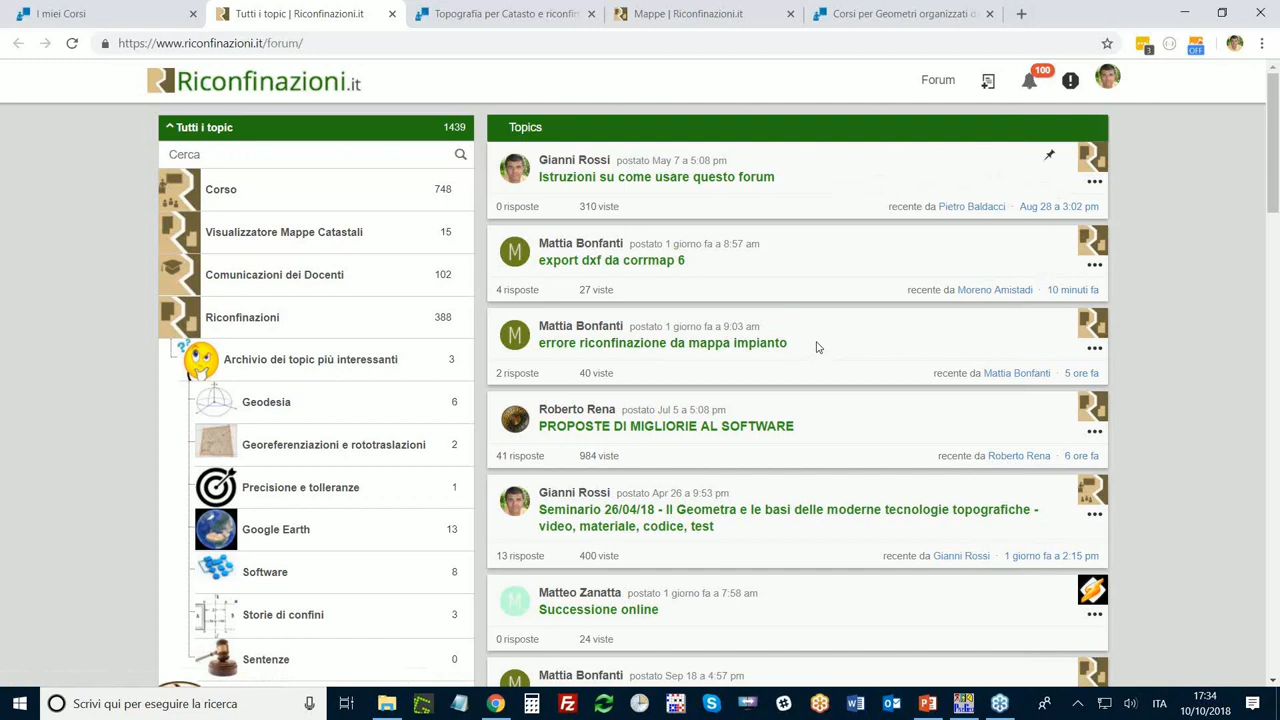 I miei Corsi
Tutti i topic | Riconfinazioni.it
Topografia per Catasto e riconfin
Mappe | Riconfinazioni.it
Corsi per Geometri organizzati d
https://www.riconfinazioni.it/forum/
3
OFF
Riconfinazioni.it
Forum
100
Tutti i topic 1439
Cerca
Corso 748
Visualizzatore Mappe Catastali 15
Comunicazioni dei Docenti 102
Riconfinazioni 388
Archivio dei topic più interessanti 3
Geodesia 6
Georeferenziazioni e rototraslazioni 2
Precisione e tolleranze 1
Google Earth 13
Software 8
Storie di confini 3
Sentenze 0
Topics
Gianni Rossi postato May 7 a 5:08 pm
Istruzioni su come usare questo forum
0 risposte 310 viste recente da Pietro Baldacci · Aug 28 a 3:02 pm
M
Mattia Bonfanti postato 1 giorno fa a 8:57 am
export dxf da corrmap 6
4 risposte 27 viste recente da Moreno Amistadi · 10 minuti fa
M
Mattia Bonfanti postato 1 giorno fa a 9:03 am
errore riconfinazione da mappa impianto
2 risposte 40 viste recente da Mattia Bonfanti · 5 ore fa
Roberto Rena postato Jul 5 a 5:08 pm
PROPOSTE DI MIGLIORIE AL SOFTWARE
41 risposte 984 viste recente da Roberto Rena · 6 ore fa
Gianni Rossi postato Apr 26 a 9:53 pm
Seminario 26/04/18 - Il Geometra e le basi delle moderne tecnologie topografiche -
video, materiale, codice, test
13 risposte 400 viste recente da Gianni Rossi · 1 giorno fa a 2:15 pm
M
Matteo Zanatta postato 1 giorno fa a 7:58 am
Successione online
0 risposte 24 viste
M
Mattia Bonfanti postato Sep 18 a 4:57 pm
Scrivi qui per eseguire la ricerca
ITA
17:34
10/10/2018